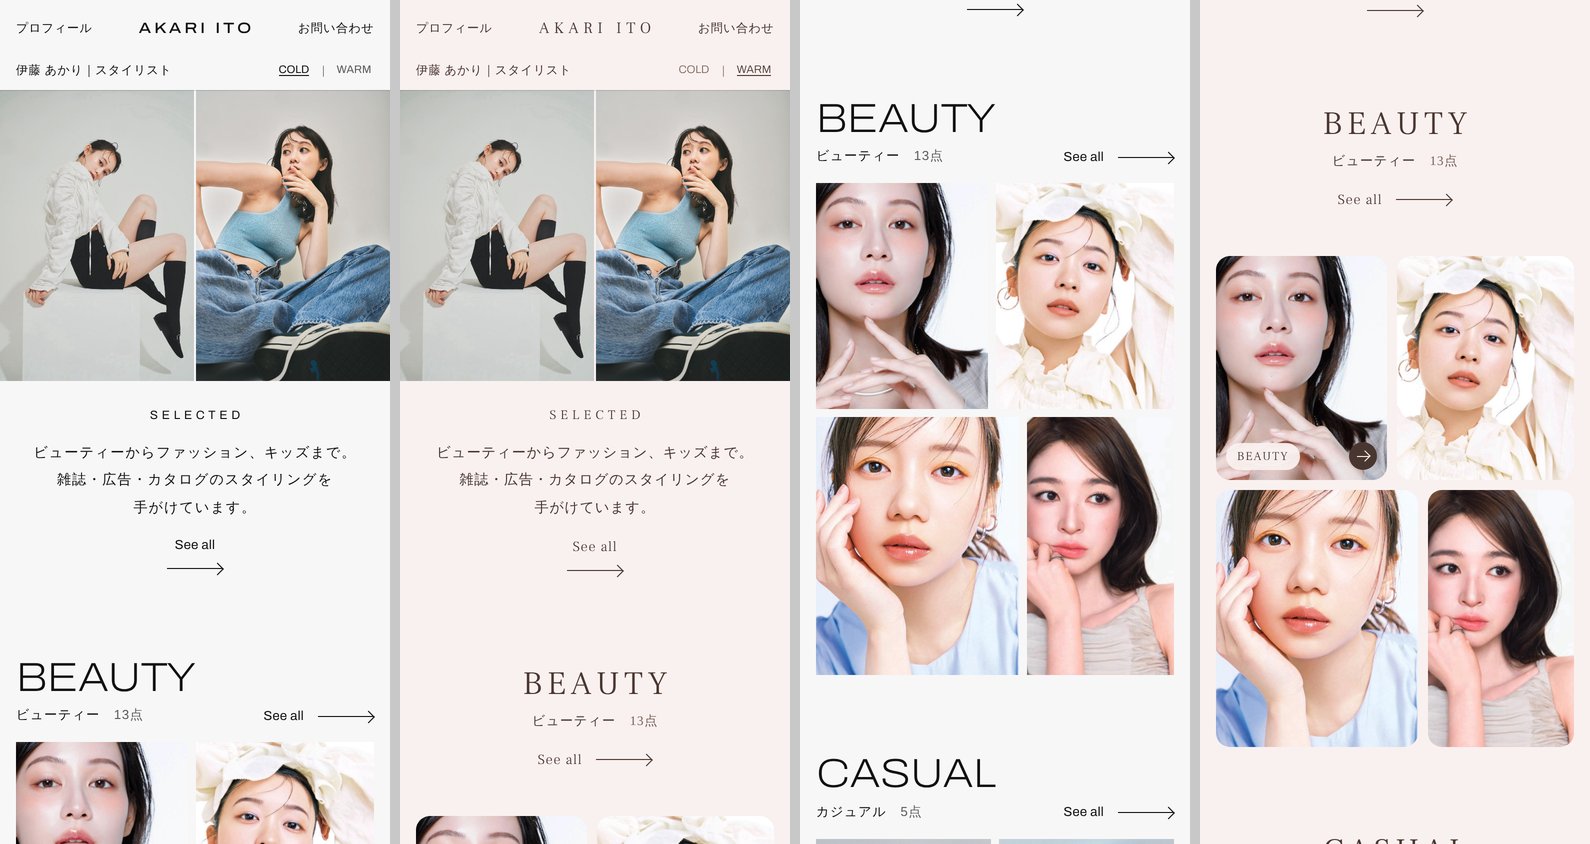 プロフィール
AKARI ITO
お問い合わせ
伊藤 あかり｜スタイリスト
COLD | WARM
SELECTED
ビューティーからファッション、キッズまで。
雑誌・広告・カタログのスタイリングを
手がけています。
See all
BEAUTY
ビューティー 13点
See all
プロフィール
AKARI ITO
お問い合わせ
伊藤 あかり｜スタイリスト
COLD | WARM
SELECTED
ビューティーからファッション、キッズまで。
雑誌・広告・カタログのスタイリングを
手がけています。
See all
BEAUTY
ビューティー 13点
See all
BEAUTY
ビューティー 13点
See all
CASUAL
カジュアル 5点
See all
BEAUTY
ビューティー 13点
See all
BEAUTY
CASUAL